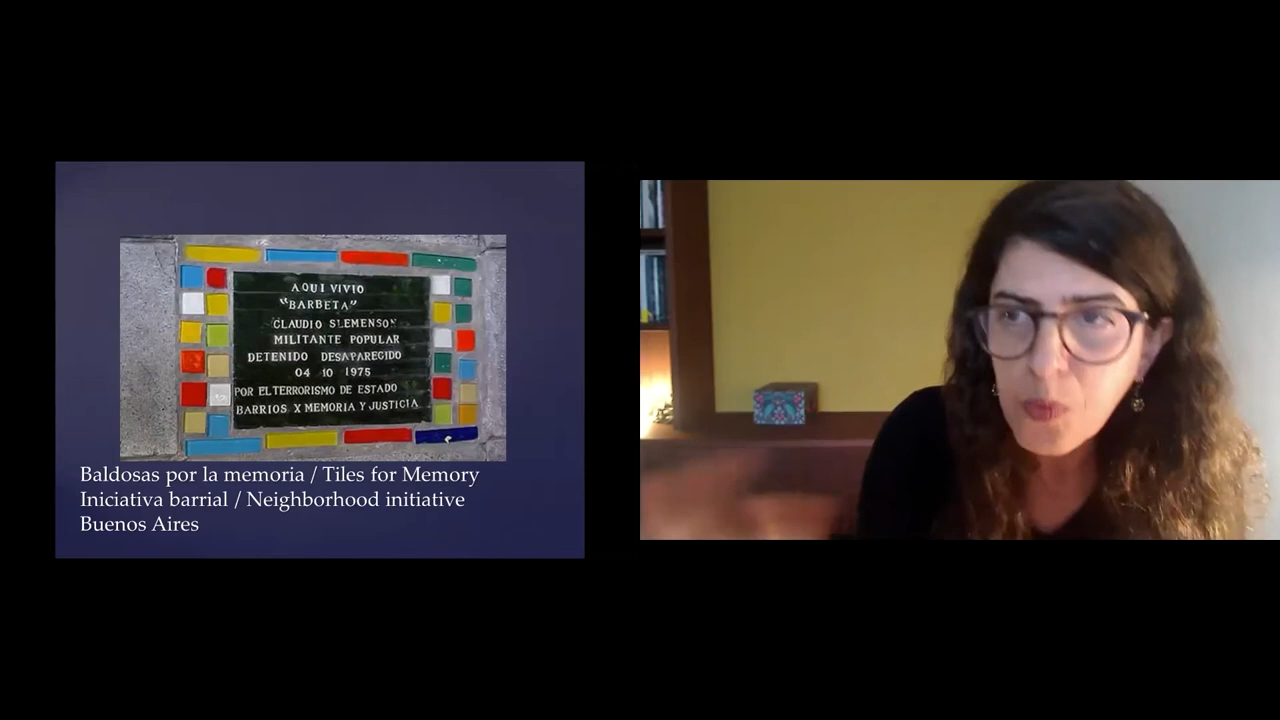 AQUI VIVIO
"BARBETA"
CLAUDIO SLEMENSON
MILITANTE POPULAR
DETENIDO DESAPARECIDO
04 10 1975
POR EL TERRORISMO DE ESTADO
BARRIOS X MEMORIA Y JUSTICIA
Baldosas por la memoria / Tiles for Memory
Iniciativa barrial / Neighborhood initiative
Buenos Aires